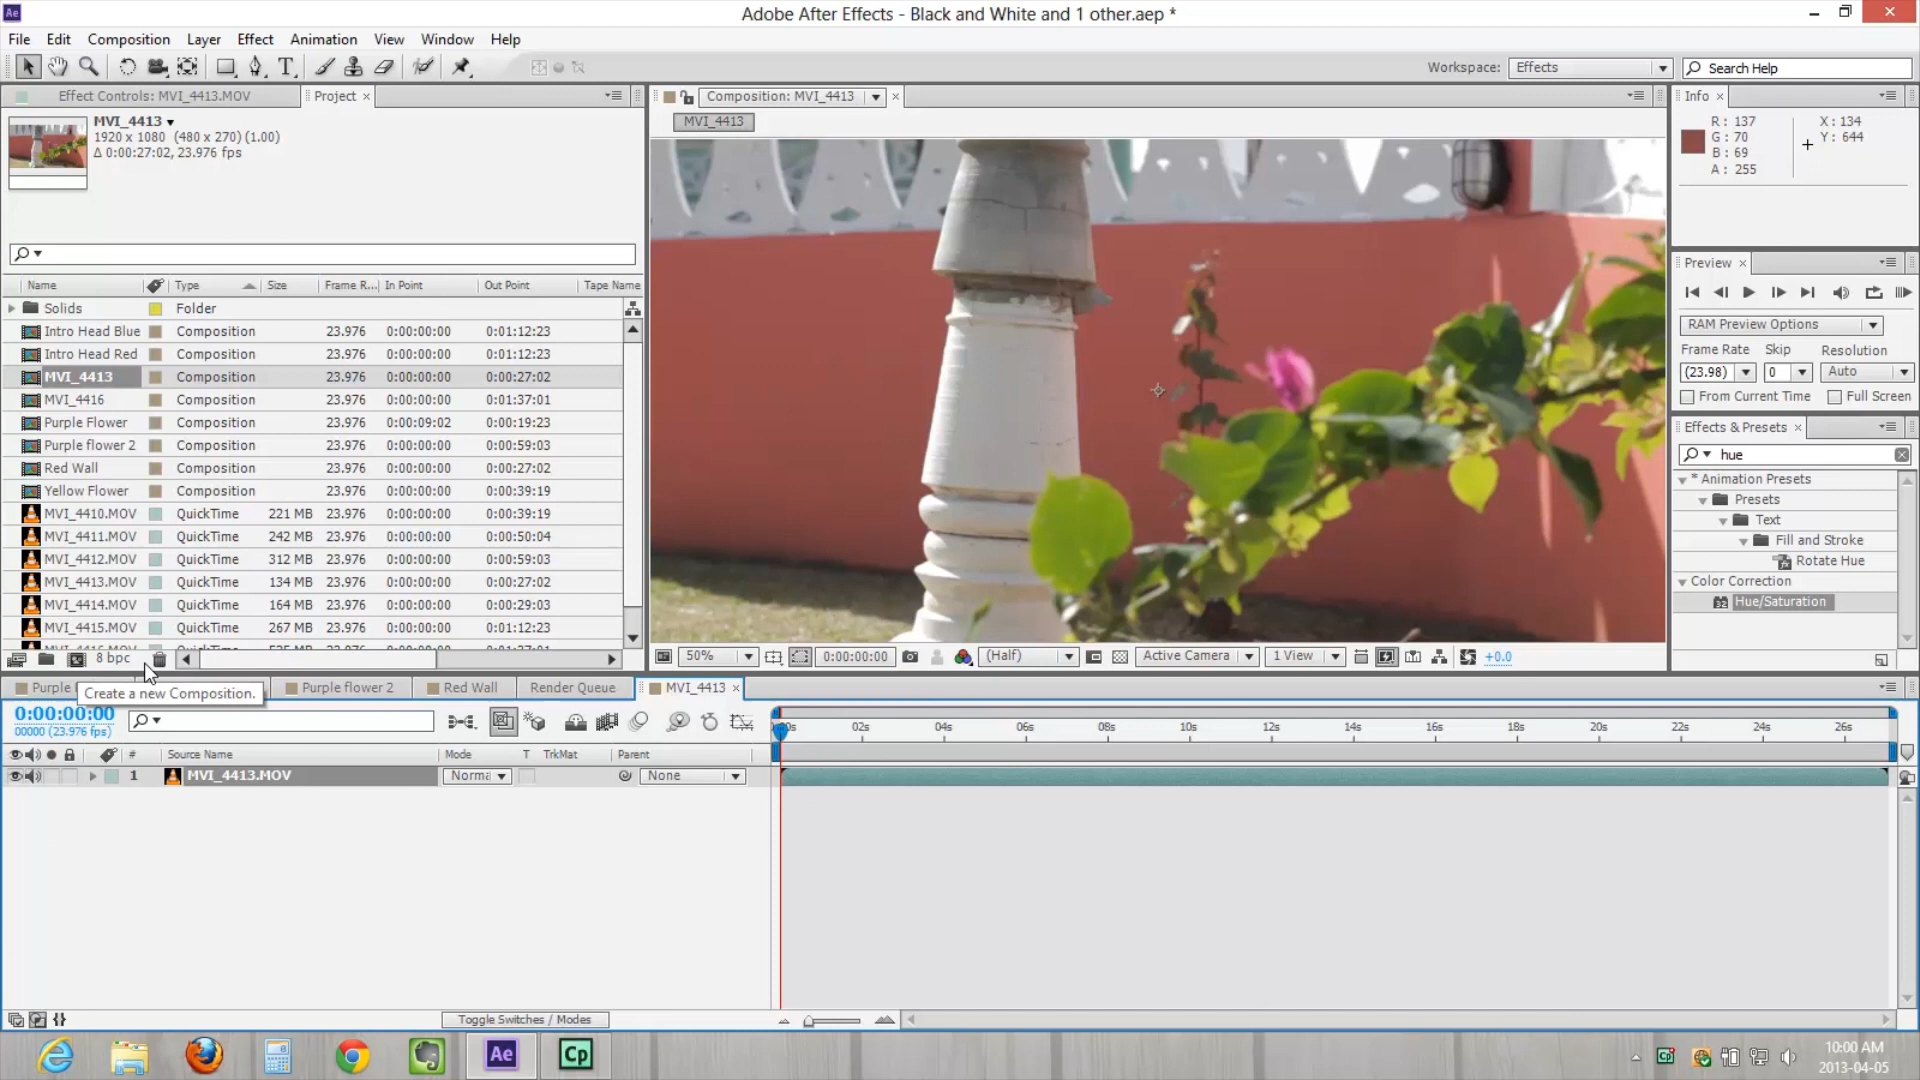 Ae
Adobe After Effects - Black and White and 1 other.aep *
File Edit Composition Layer Effect Animation View Window Help
Workspace: Effects
Search Help
Effect Controls: MVI_4413.MOV
Project
Composition: MVI_4413
MVI_4413
Info
MVI_4413
1920 x 1080 (480 x 270) (1.00)
Δ 0:00:27:02, 23.976 fps
R: 137
G: 70
B: 69
A: 255
X: 134
Y: 644
Name Type Size Frame R... In Point Out Point Tape Name
Solids Folder
Intro Head Blue Composition 23.976 0:00:00:00 0:01:12:23
Intro Head Red Composition 23.976 0:00:00:00 0:01:12:23
MVI_4413 Composition 23.976 0:00:00:00 0:00:27:02
MVI_4416 Composition 23.976 0:00:00:00 0:01:37:01
Purple Flower Composition 23.976 0:00:09:02 0:00:19:23
Purple flower 2 Composition 23.976 0:00:00:00 0:00:59:03
Red Wall Composition 23.976 0:00:00:00 0:00:27:02
Yellow Flower Composition 23.976 0:00:00:00 0:00:39:19
MVI_4410.MOV QuickTime 221 MB 23.976 0:00:00:00 0:00:39:19
MVI_4411.MOV QuickTime 242 MB 23.976 0:00:00:00 0:00:50:04
MVI_4412.MOV QuickTime 312 MB 23.976 0:00:00:00 0:00:59:03
MVI_4413.MOV QuickTime 134 MB 23.976 0:00:00:00 0:00:27:02
MVI_4414.MOV QuickTime 164 MB 23.976 0:00:00:00 0:00:29:03
MVI_4415.MOV QuickTime 267 MB 23.976 0:00:00:00 0:01:12:23
8 bpc
Preview
RAM Preview Options
Frame Rate Skip Resolution
(23.98) 0 Auto
From Current Time Full Screen
Effects & Presets
hue
* Animation Presets
Presets
Text
Fill and Stroke
Rotate Hue
Color Correction
Hue/Saturation
50% 0:00:00:00 (Half) Active Camera 1 View +0.0
Purple
Create a new Composition.
Purple flower 2
Red Wall
Render Queue
MVI_4413
0:00:00:00
00000 (23.976 fps)
02s 04s 06s 08s 10s 12s 14s 16s 18s 20s 22s 24s 26s
# Source Name Mode T TrkMat Parent
1 MVI_4413.MOV Norma None
Toggle Switches / Modes
Ae
Cp
10:00 AM
2013-04-05